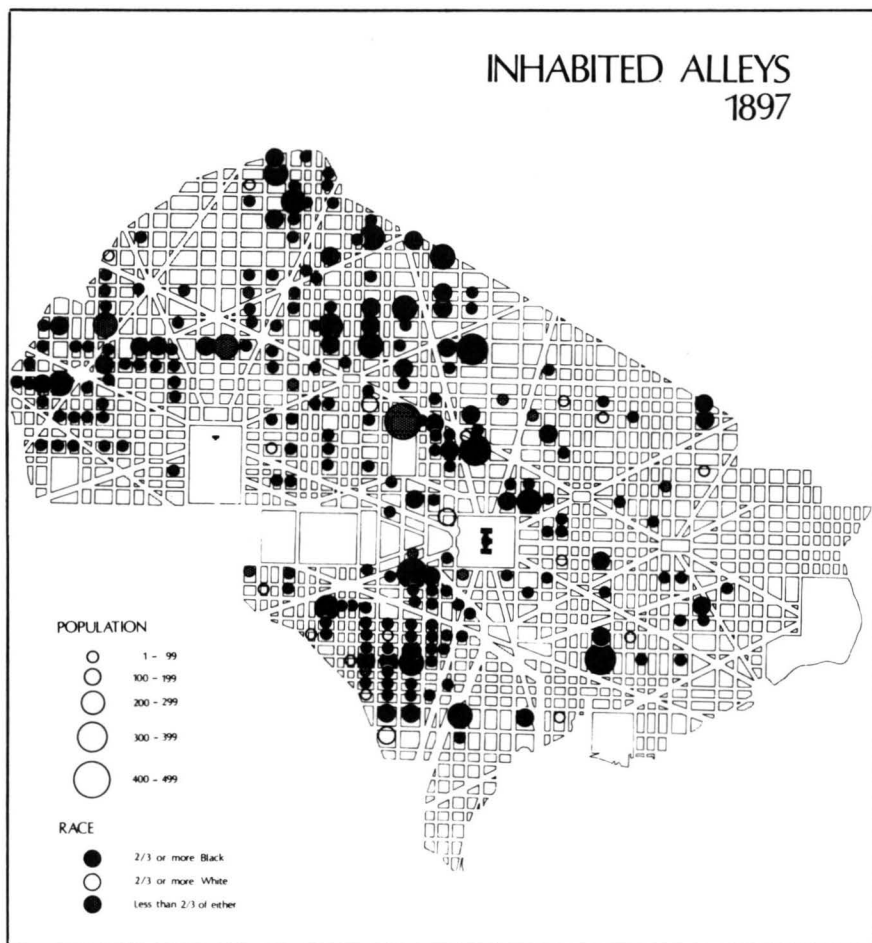 INHABITED ALLEYS
1897
POPULATION
1 - 99
100 - 199
200 - 299
300 - 399
400 - 499
RACE
2/3 or more Black
2/3 or more White
Less than 2/3 of either